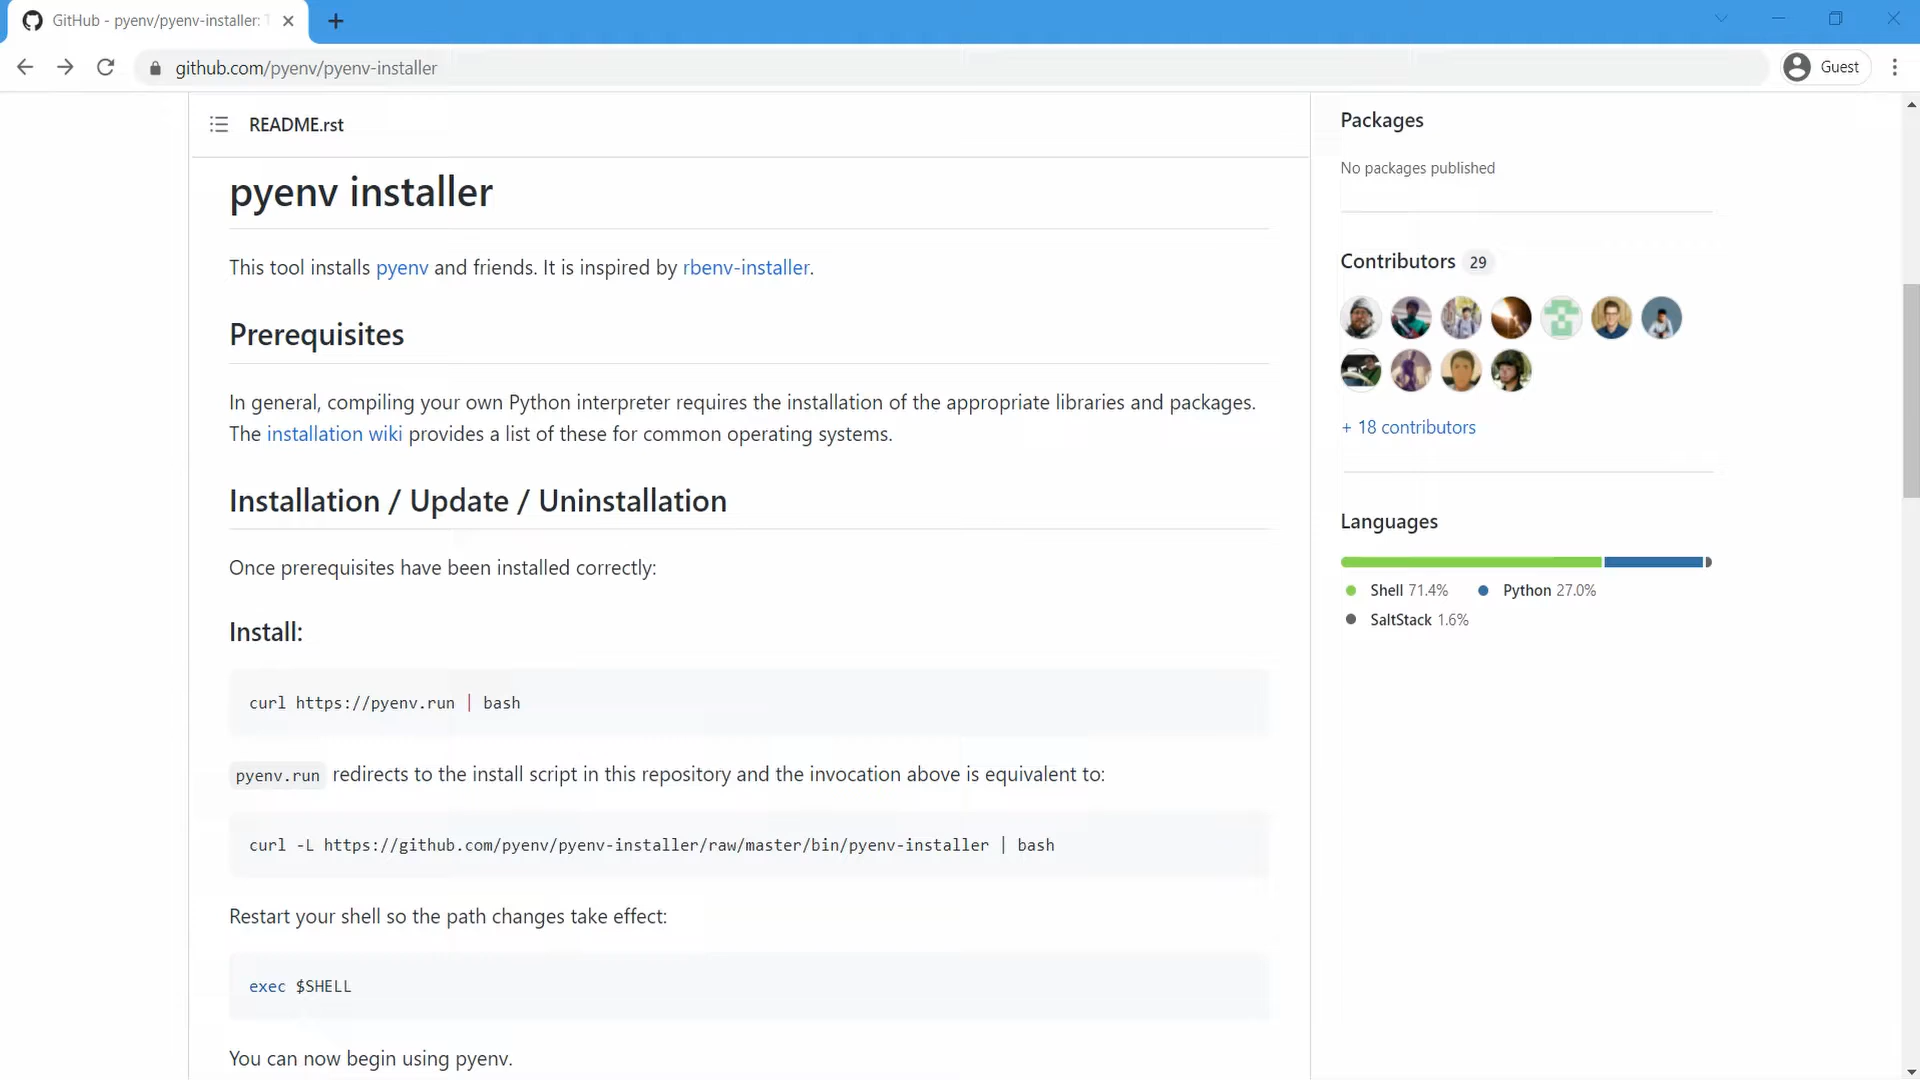 GitHub - pyenv/pyenv-installer: T
github.com/pyenv/pyenv-installer
Guest
README.rst
pyenv installer
This tool installs pyenv and friends. It is inspired by rbenv-installer.
Prerequisites
In general, compiling your own Python interpreter requires the installation of the appropriate libraries and packages.
The installation wiki provides a list of these for common operating systems.
Installation / Update / Uninstallation
Once prerequisites have been installed correctly:
Install:
curl https://pyenv.run | bash
pyenv.run redirects to the install script in this repository and the invocation above is equivalent to:
curl -L https://github.com/pyenv/pyenv-installer/raw/master/bin/pyenv-installer | bash
Restart your shell so the path changes take effect:
exec $SHELL
You can now begin using pyenv.
Packages
No packages published
Contributors 29
+ 18 contributors
Languages
Shell 71.4% Python 27.0%
SaltStack 1.6%